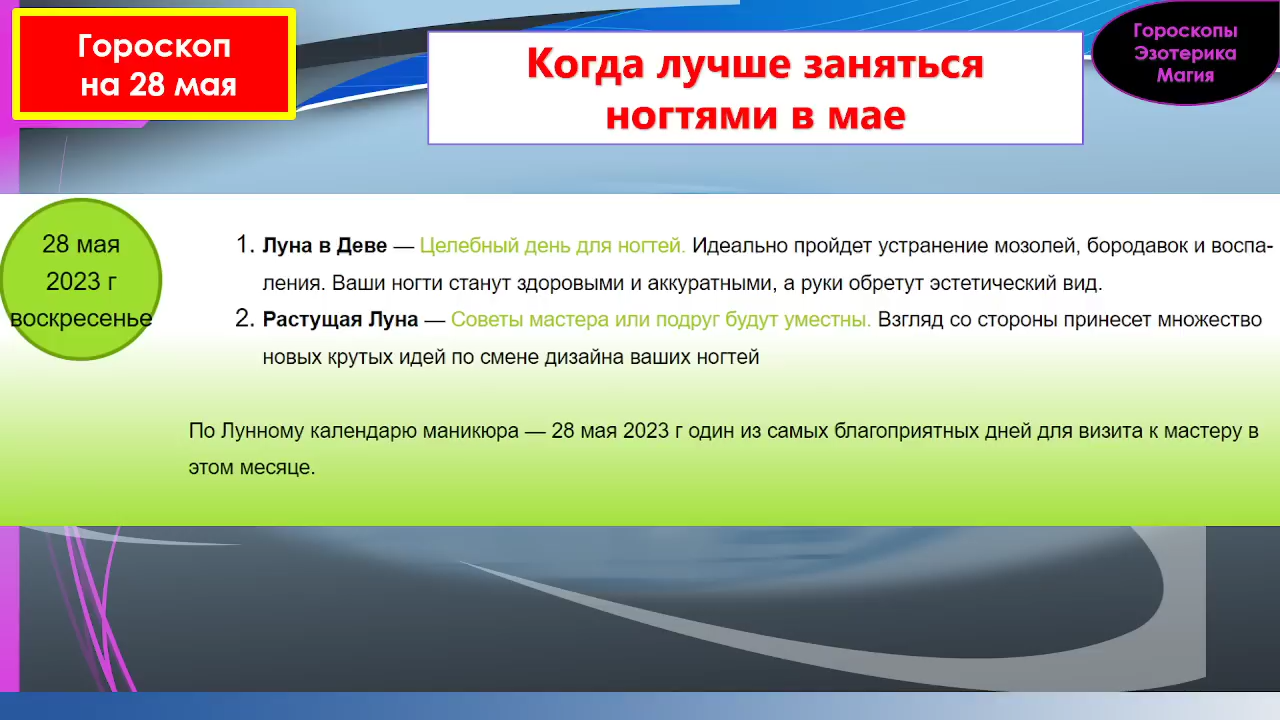 Гороскоп
на 28 мая
Когда лучше заняться
ногтями в мае
Гороскопы
Эзотерика
Магия
28 мая
2023 г
воскресенье
1. Луна в Деве — Целебный день для ногтей. Идеально пройдет устранение мозолей, бородавок и воспа-
ления. Ваши ногти станут здоровыми и аккуратными, а руки обретут эстетический вид.
2. Растущая Луна — Советы мастера или подруг будут уместны. Взгляд со стороны принесет множество
новых крутых идей по смене дизайна ваших ногтей
По Лунному календарю маникюра — 28 мая 2023 г один из самых благоприятных дней для визита к мастеру в
этом месяце.